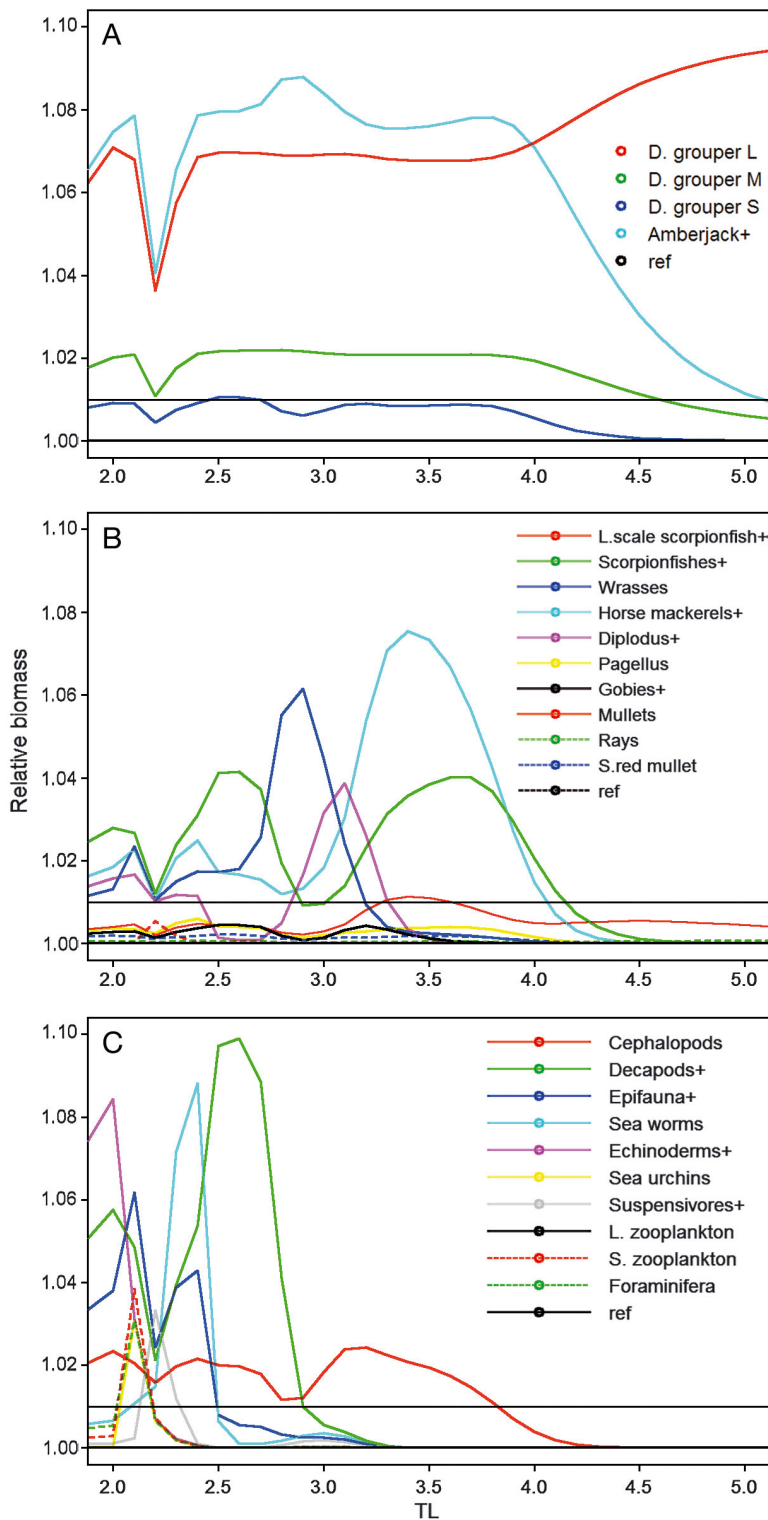 A
1.10
1.08
1.06
1.04
1.02
1.00
D. grouper L
D. grouper M
D. grouper S
Amberjack+
ref
2.0 2.5 3.0 3.5 4.0 4.5 5.0
B
1.10
1.08
1.06
1.04
1.02
1.00
Relative biomass
L.scale scorpionfish+
Scorpionfishes+
Wrasses
Horse mackerels+
Diplodus+
Pagellus
Gobies+
Mullets
Rays
S.red mullet
ref
2.0 2.5 3.0 3.5 4.0 4.5 5.0
C
1.10
1.08
1.06
1.04
1.02
1.00
Cephalopods
Decapods+
Epifauna+
Sea worms
Echinoderms+
Sea urchins
Suspensivores+
L. zooplankton
S. zooplankton
Foraminifera
ref
2.0 2.5 3.0 3.5 4.0 4.5 5.0
TL